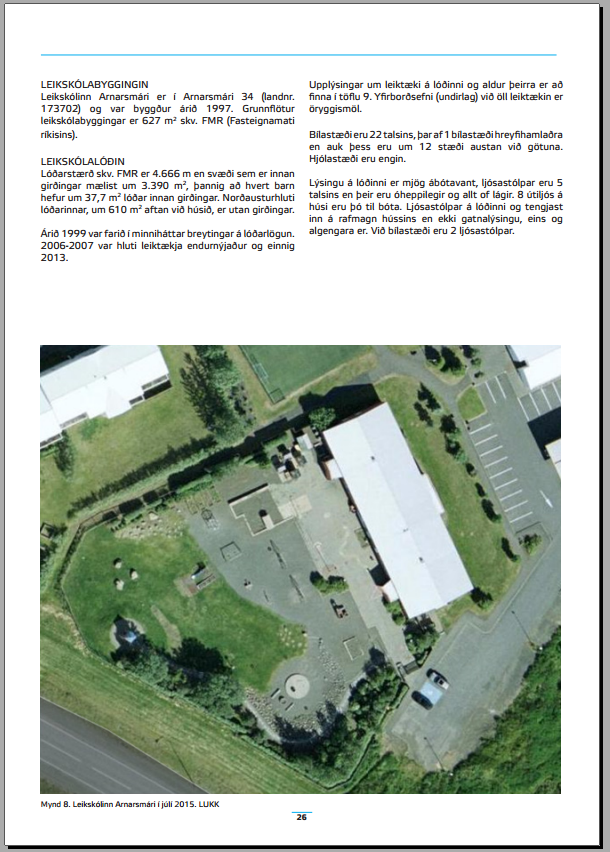 LEIKSKÓLABYGGINGIN
Leikskólinn Arnarsmári er í Arnarsmári 34 (landnr.
173702) og var byggður árið 1997. Grunnflötur
leikskólabyggingar er 627 m² skv. FMR (Fasteignamati
ríkisins).
LEIKSKÓLALÓÐIN
Lóðarstærð skv. FMR er 4.666 m en svæði sem er innan
girðingar mælist um 3.390 m², þannig að hvert barn
hefur um 37,7 m² lóðar innan girðingar. Norðausturhluti
lóðarinnar, um 610 m² aftan við húsið, er utan girðingar.
Árið 1999 var farið í minniháttar breytingar á lóðarlögun.
2006-2007 var hluti leiktækja endurnýjaður og einnig
2013.
Upplýsingar um leiktæki á lóðinni og aldur þeirra er að
finna í töflu 9. Yfirborðsefni (undirlag) við öll leiktækin er
öryggismöl.
Bílastæði eru 22 talsins, þar af 1 bílastæði hreyfihamlaðra
en auk þess eru um 12 stæði austan við götuna.
Hjólastæði eru engin.
Lýsingu á lóðinni er mjög ábótavant, ljósastólpar eru 5
talsins en þeir eru óheppilegir og allt of lágir. 8 útiljós á
húsi eru þó til bóta. Ljósastólpar á lóðinni og tengjast
inn á rafmagn hússins en ekki gatnalýsingu, eins og
algengara er. Við bílastæði eru 2 ljósastólpar.
Mynd 8. Leikskólinn Arnarsmári í júlí 2015. LUKK
26